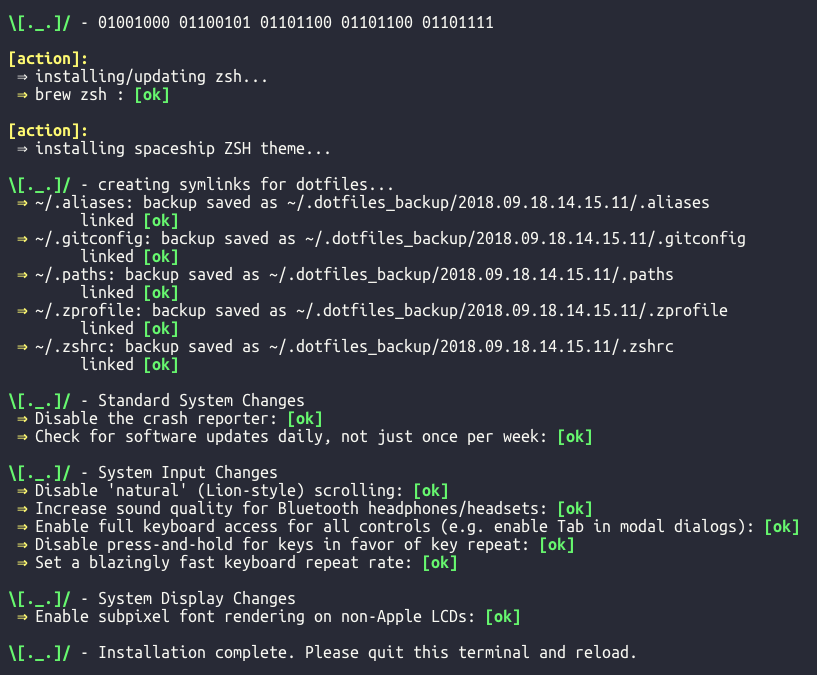 \[._.]/ - 01001000 01100101 01101100 01101100 01101111
[action]:
⇒ installing/updating zsh...
⇒ brew zsh : [ok]
[action]:
⇒ installing spaceship ZSH theme...
\[._.]/ - creating symlinks for dotfiles...
⇒ ~/.aliases: backup saved as ~/.dotfiles_backup/2018.09.18.14.15.11/.aliases
linked [ok]
⇒ ~/.gitconfig: backup saved as ~/.dotfiles_backup/2018.09.18.14.15.11/.gitconfig
linked [ok]
⇒ ~/.paths: backup saved as ~/.dotfiles_backup/2018.09.18.14.15.11/.paths
linked [ok]
⇒ ~/.zprofile: backup saved as ~/.dotfiles_backup/2018.09.18.14.15.11/.zprofile
linked [ok]
⇒ ~/.zshrc: backup saved as ~/.dotfiles_backup/2018.09.18.14.15.11/.zshrc
linked [ok]
\[._.]/ - Standard System Changes
⇒ Disable the crash reporter: [ok]
⇒ Check for software updates daily, not just once per week: [ok]
\[._.]/ - System Input Changes
⇒ Disable 'natural' (Lion-style) scrolling: [ok]
⇒ Increase sound quality for Bluetooth headphones/headsets: [ok]
⇒ Enable full keyboard access for all controls (e.g. enable Tab in modal dialogs): [ok]
⇒ Disable press-and-hold for keys in favor of key repeat: [ok]
⇒ Set a blazingly fast keyboard repeat rate: [ok]
\[._.]/ - System Display Changes
⇒ Enable subpixel font rendering on non-Apple LCDs: [ok]
\[._.]/ - Installation complete. Please quit this terminal and reload.